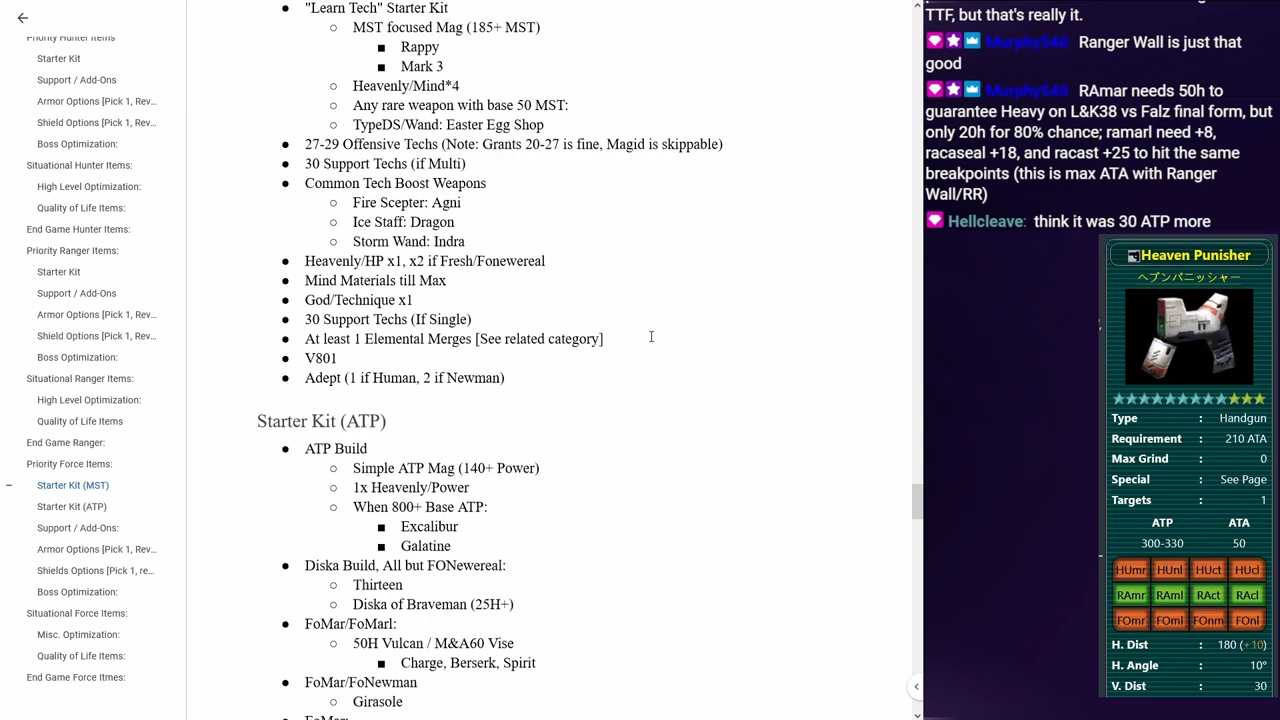 Priority Hunter Items
Starter Kit
Support / Add-Ons
Armor Options [Pick 1, Rev...
Shield Options [Pick 1, Rev...
Boss Optimization:
Situational Hunter Items:
High Level Optimization:
Quality of Life Items:
End Game Hunter Items:
Priority Ranger Items:
Starter Kit
Support / Add-Ons
Armor Options [Pick 1, Rev...
Shield Options [Pick 1, Rev...
Boss Optimization:
Situational Ranger Items:
High Level Optimization:
Quality of Life Items
End Game Ranger:
Priority Force Items:
Starter Kit (MST)
Starter Kit (ATP)
Support / Add-Ons:
Armor Options [Pick 1, Rev...
Shields Options [Pick 1, re...
Boss Optimization:
Situational Force Items:
Misc. Optimization:
Quality of Life Items:
End Game Force Itmes:
"Learn Tech" Starter Kit
MST focused Mag (185+ MST)
Rappy
Mark 3
Heavenly/Mind*4
Any rare weapon with base 50 MST:
TypeDS/Wand: Easter Egg Shop
27-29 Offensive Techs (Note: Grants 20-27 is fine, Magid is skippable)
30 Support Techs (if Multi)
Common Tech Boost Weapons
Fire Scepter: Agni
Ice Staff: Dragon
Storm Wand: Indra
Heavenly/HP x1, x2 if Fresh/Fonewereal
Mind Materials till Max
God/Technique x1
30 Support Techs (If Single)
At least 1 Elemental Merges [See related category]
V801
Adept (1 if Human, 2 if Newman)
Starter Kit (ATP)
ATP Build
Simple ATP Mag (140+ Power)
1x Heavenly/Power
When 800+ Base ATP:
Excalibur
Galatine
Diska Build, All but FONewereal:
Thirteen
Diska of Braveman (25H+)
FoMar/FoMarl:
50H Vulcan / M&A60 Vise
Charge, Berserk, Spirit
FoMar/FoNewman
Girasole
FoMar:
TTF, but that's really it.
Murphy540 Ranger Wall is just that
good
Murphy540 RAmar needs 50h to
guarantee Heavy on L&K38 vs Falz final form, but
only 20h for 80% chance; ramarl need +8,
racaseal +18, and racast +25 to hit the same
breakpoints (this is max ATA with Ranger
Wall/RR)
Hellcleave: think it was 30 ATP more
Heaven Punisher
ヘブンパニッシャー
Type : Handgun
Requirement : 210 ATA
Max Grind : 0
Special : See Page
Targets : 1
ATP ATA
300-330 50
HUmr HUnl HUct HUcl
RAmr RAml RAct RAcl
FOmr FOml FOnm FOnl
H. Dist : 180 (+10)
H. Angle : 10°
V. Dist : 30